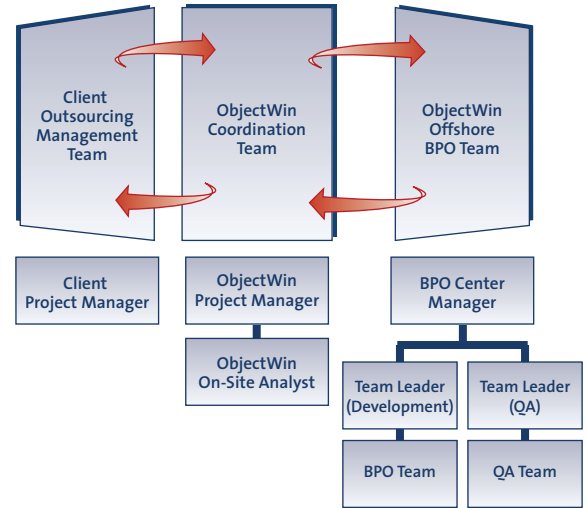 Client
Outsourcing
Management
Team
ObjectWin
Coordination
Team
ObjectWin
Offshore
BPO Team
Client
Project Manager
ObjectWin
Project Manager
BPO Center
Manager
ObjectWin
On-Site Analyst
Team Leader
(Development)
Team Leader
(QA)
BPO Team
QA Team